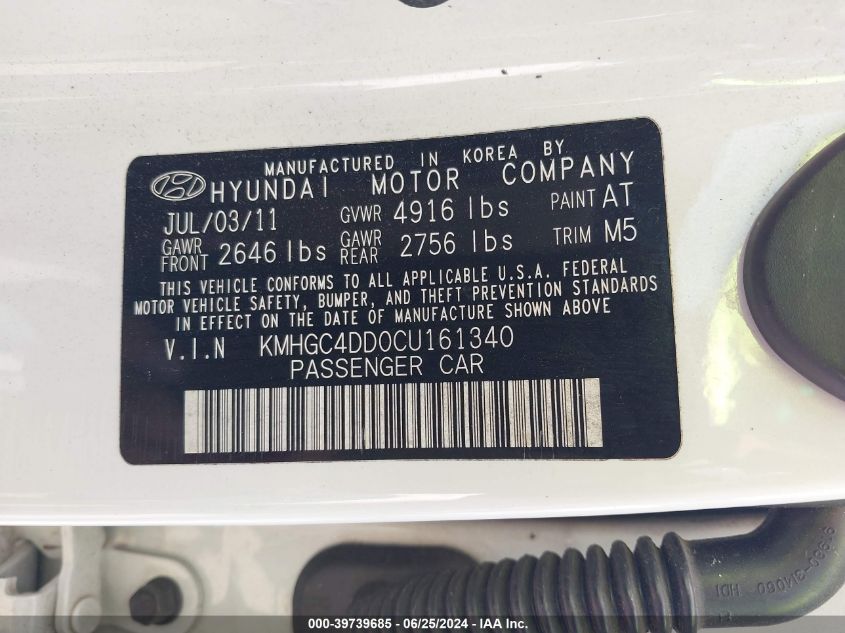 MANUFACTURED IN KOREA BY
HYUNDAI MOTOR COMPANY
JUL/03/11 GVWR 4916 lbs PAINT AT
GAWR FRONT 2646 lbs GAWR REAR 2756 lbs TRIM M5
THIS VEHICLE CONFORMS TO ALL APPLICABLE U.S.A. FEDERAL
MOTOR VEHICLE SAFETY, BUMPER, AND THEFT PREVENTION STANDARDS
IN EFFECT ON THE DATE OF MANUFACTURE SHOWN ABOVE
V.I.N KMHGC4DD0CU161340
PASSENGER CAR
HDI
000-39739685 - 06/25/2024 - IAA Inc.